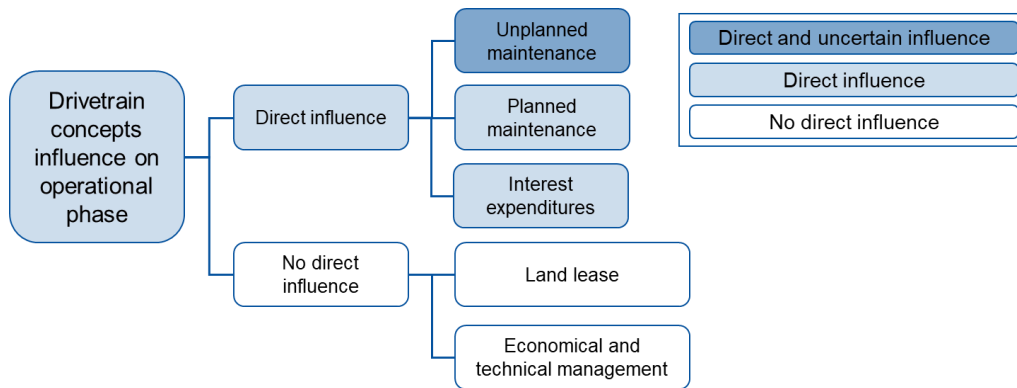 Drivetrain
concepts
influence on
operational
phase
Direct influence
No direct
influence
Unplanned
maintenance
Planned
maintenance
Interest
expenditures
Land lease
Economical and
technical management
Direct and uncertain influence
Direct influence
No direct influence